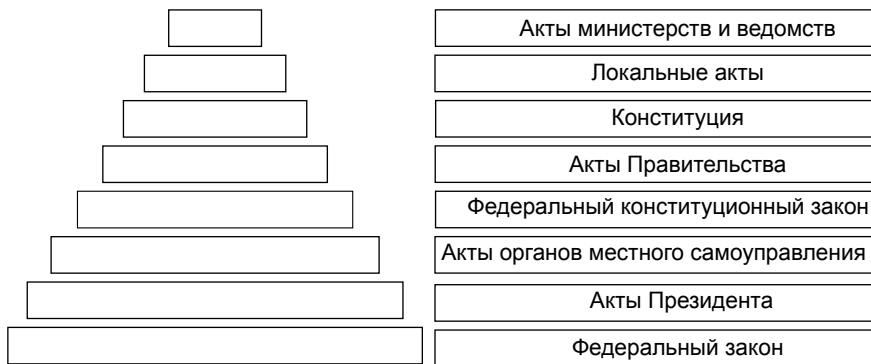 Акты министерств и ведомств
Локальные акты
Конституция
Акты Правительства
Федеральный конституционный закон
Акты органов местного самоуправления
Акты Президента
Федеральный закон